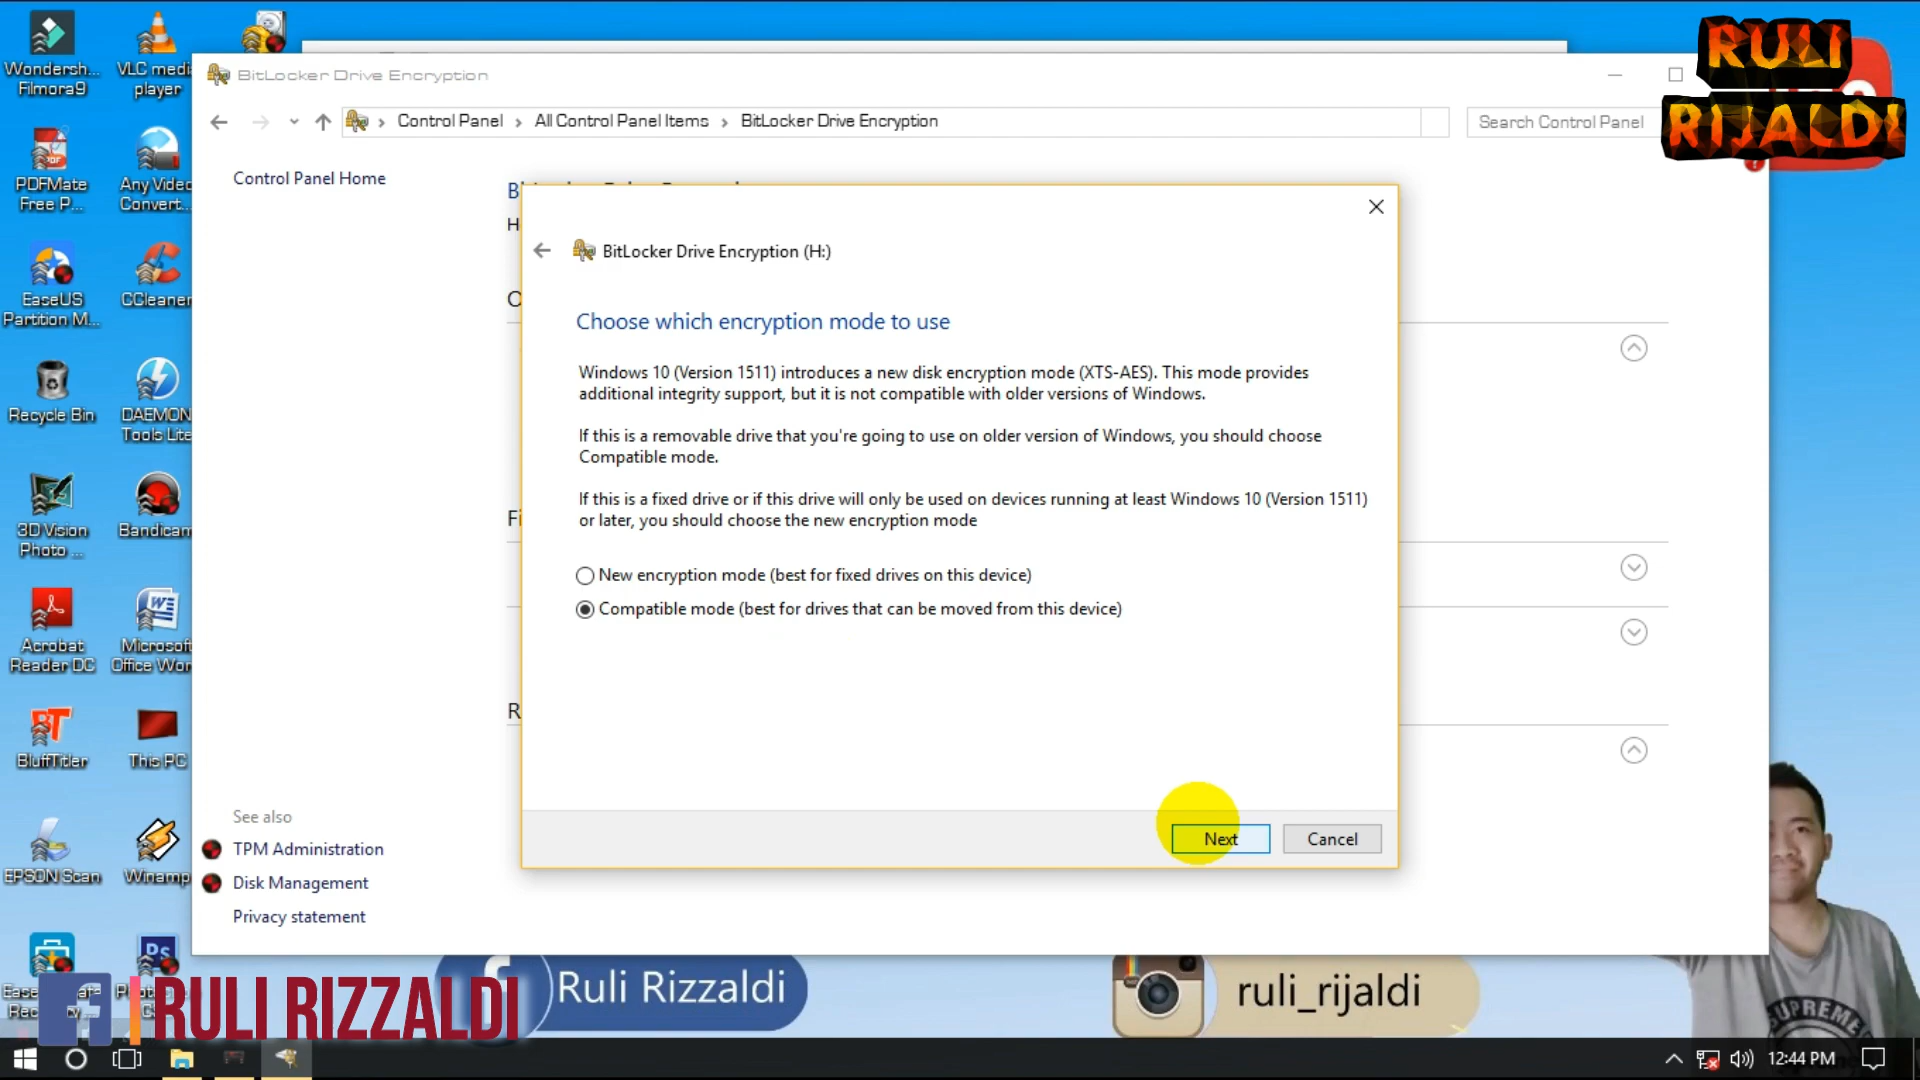 Wondersh...
Filmora9
VLC medi
player
PDFMate
Free P...
Any Video
Convert...
EaseUS
Partition M...
CCleaner
Recycle Bin
DAEMON
Tools Lite
3D Vision
Photo ...
Bandicam
Acrobat
Reader DC
Microsoft
Office Wor
BluffTitler
This PC
EPSON Scan
Winamp
BitLocker Drive Encryption
Control Panel > All Control Panel Items > BitLocker Drive Encryption
Search Control Panel
RULI
RIJALDI
Control Panel Home
BitLocker Drive Encryption (H:)
Choose which encryption mode to use
Windows 10 (Version 1511) introduces a new disk encryption mode (XTS-AES). This mode provides
additional integrity support, but it is not compatible with older versions of Windows.
If this is a removable drive that you're going to use on older version of Windows, you should choose
Compatible mode.
If this is a fixed drive or if this drive will only be used on devices running at least Windows 10 (Version 1511)
or later, you should choose the new encryption mode
New encryption mode (best for fixed drives on this device)
Compatible mode (best for drives that can be moved from this device)
Next
Cancel
See also
TPM Administration
Disk Management
Privacy statement
RULI RIZZALDI
Ruli Rizzaldi
ruli_rijaldi
SUPREME
12:44 PM